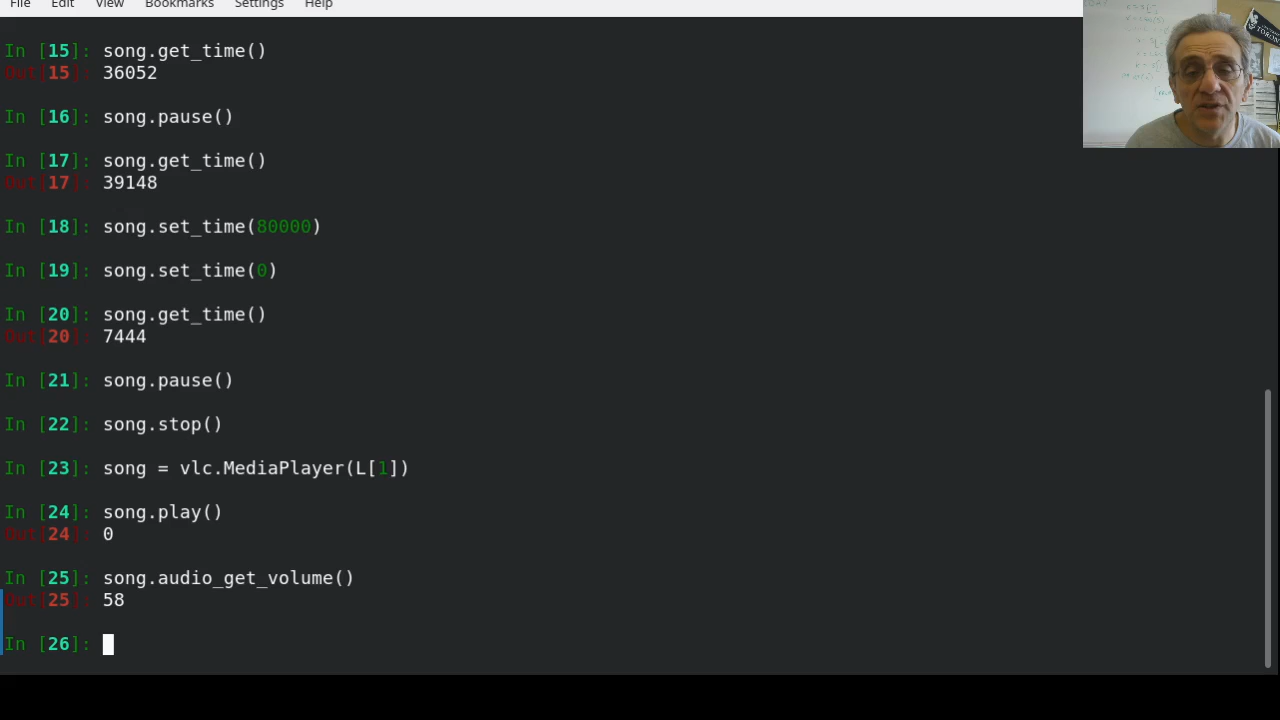 File Edit View Bookmarks Settings Help
In [15]: song.get_time()
Out[15]: 36052
In [16]: song.pause()
In [17]: song.get_time()
Out[17]: 39148
In [18]: song.set_time(80000)
In [19]: song.set_time(0)
In [20]: song.get_time()
Out[20]: 7444
In [21]: song.pause()
In [22]: song.stop()
In [23]: song = vlc.MediaPlayer(L[1])
In [24]: song.play()
Out[24]: 0
In [25]: song.audio_get_volume()
Out[25]: 58
In [26]:
TORONTO